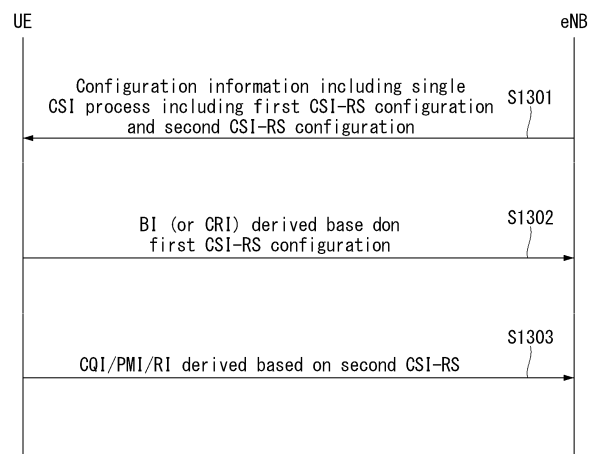 UE
eNB
Configuration information including single
CSI process including first CSI-RS configuration
and second CSI-RS configuration
S1301
BI (or CRI) derived base don
first CSI-RS configuration
S1302
CQI/PMI/RI derived based on second CSI-RS
S1303